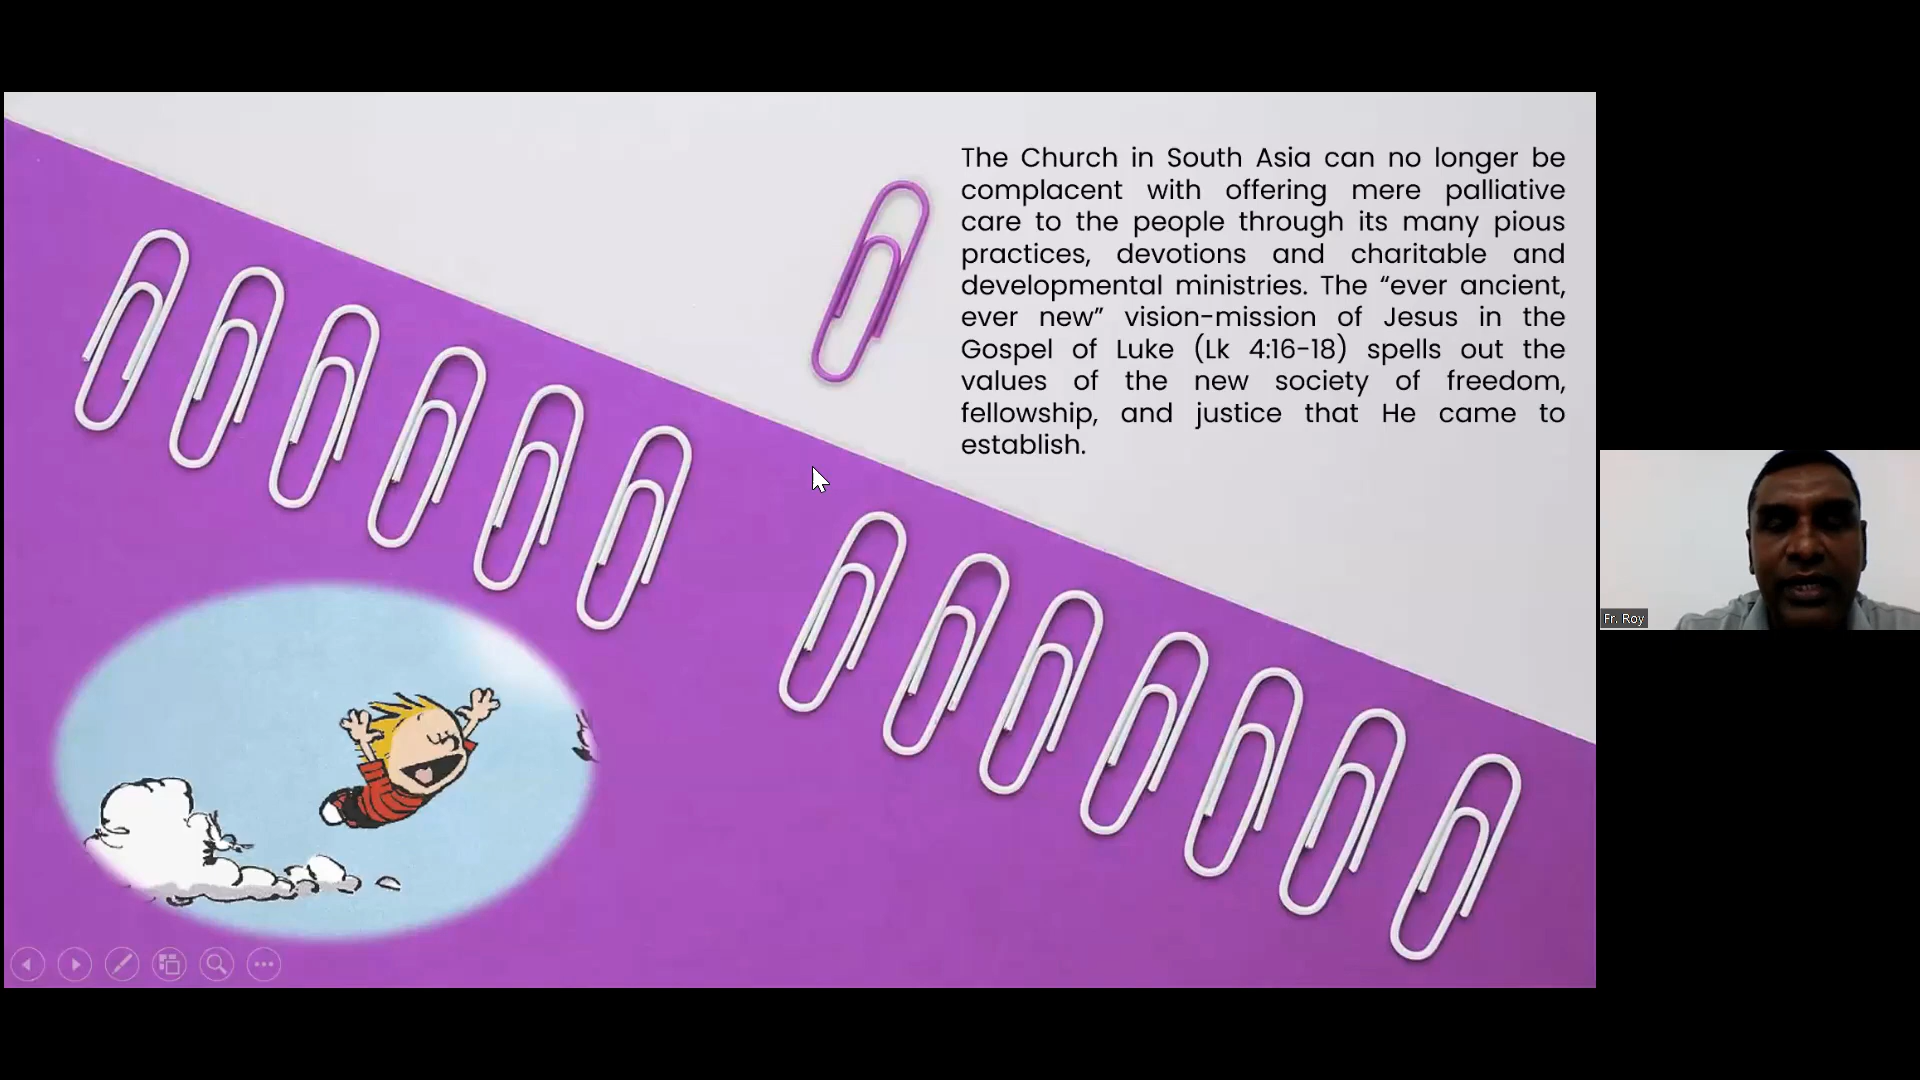 The Church in South Asia can no longer be
complacent with offering mere palliative
care to the people through its many pious
practices, devotions and charitable and
developmental ministries. The “ever ancient,
ever new” vision-mission of Jesus in the
Gospel of Luke (Lk 4:16-18) spells out the
values of the new society of freedom,
fellowship, and justice that He came to
establish.
Fr. Roy